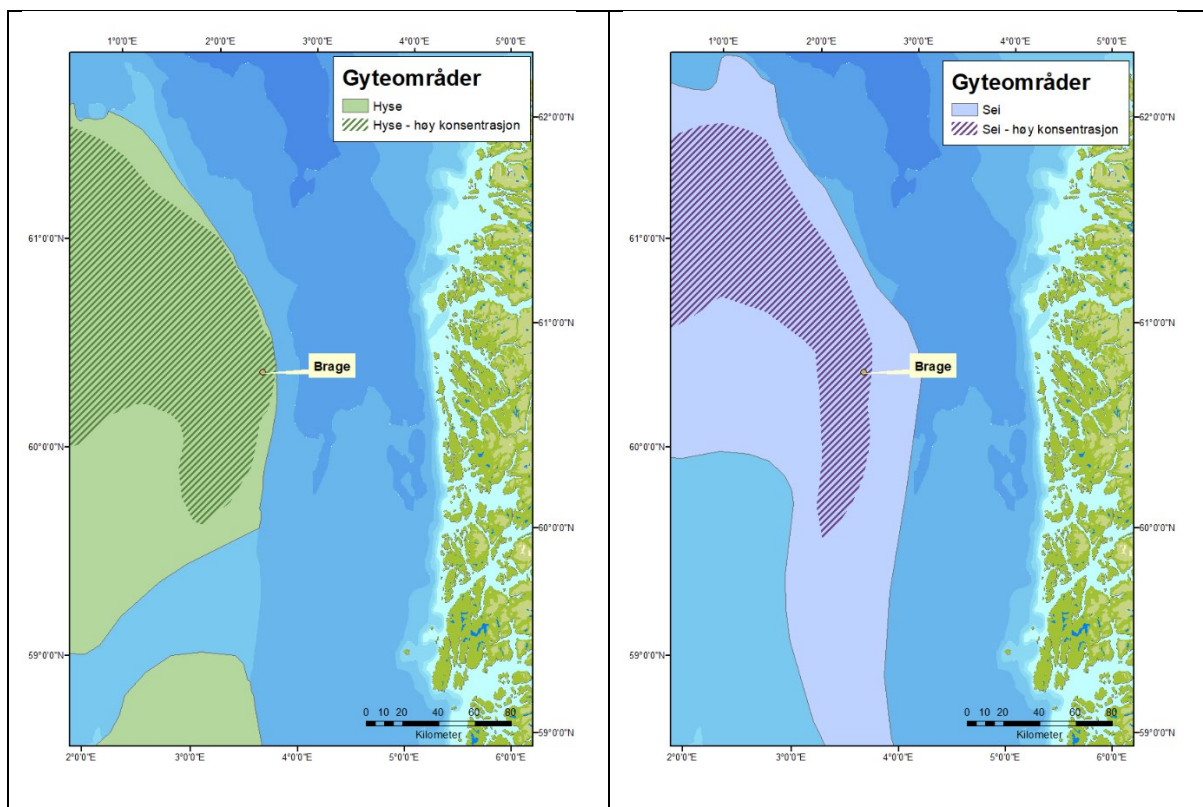 1°0'0"E 2°0'0"E 3°0'0"E 4°0'0"E 5°0'0"E
Gyteområder
Hyse
Hyse - høy konsentrasjon
62°0'0"N
61°0'0"N
61°0'0"N
Brage
60°0'0"N
60°0'0"N
59°0'0"N
0 10 20 40 60 80
Kilometer
59°0'0"N
2°0'0"E 3°0'0"E 4°0'0"E 5°0'0"E 6°0'0"E
1°0'0"E 2°0'0"E 3°0'0"E 4°0'0"E 5°0'0"E
Gyteområder
Sei
Sei - høy konsentrasjon
62°0'0"N
61°0'0"N
61°0'0"N
Brage
60°0'0"N
60°0'0"N
59°0'0"N
0 10 20 40 60 80
Kilometer
59°0'0"N
2°0'0"E 3°0'0"E 4°0'0"E 5°0'0"E 6°0'0"E